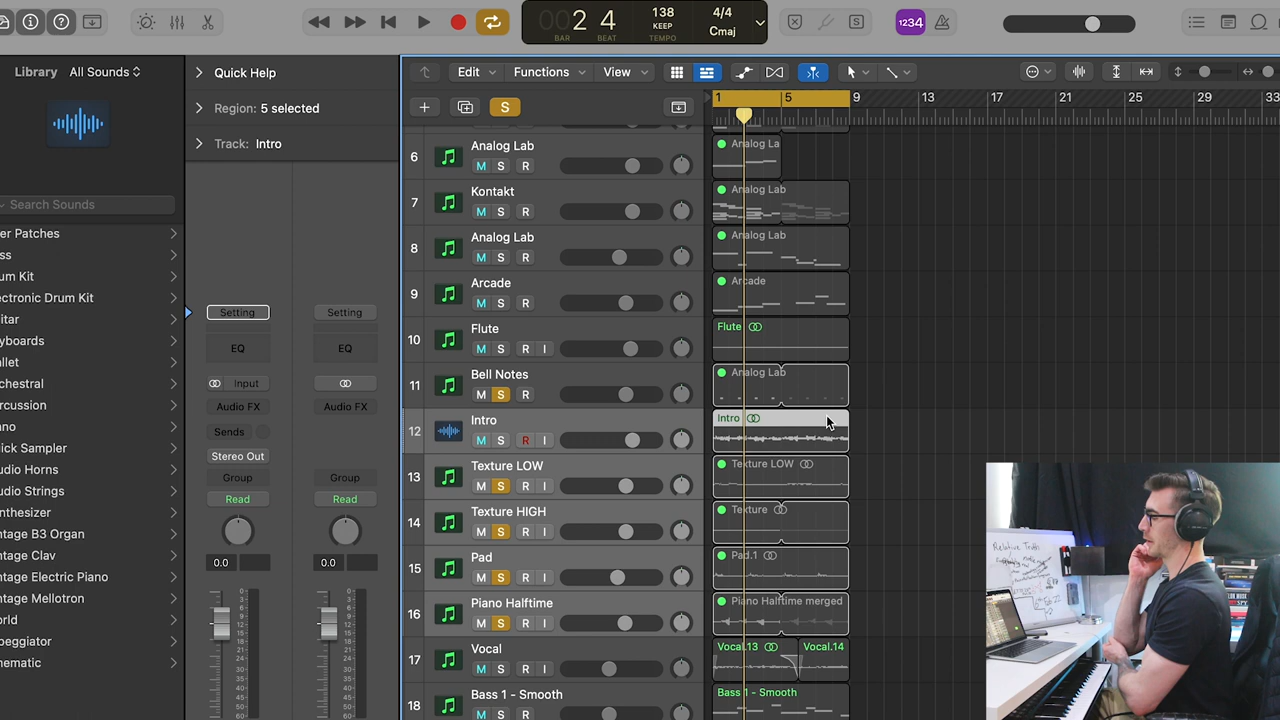 2 4
BAR BEAT
138
KEEP
TEMPO
4/4
Cmaj
1234
Library All Sounds
Quick Help
Edit Functions View
Region: 5 selected
Track: Intro
S
1 5 9 13 17 21 25 29 33
Search Sounds
er Patches
ss
um Kit
ectronic Drum Kit
itar
yboards
llet
chestral
rcussion
ano
ick Sampler
udio Horns
udio Strings
nthesizer
ntage B3 Organ
ntage Clav
ntage Electric Piano
ntage Mellotron
orld
peggiator
nematic
Setting Setting
EQ EQ
Input
Audio FX Audio FX
Sends
Stereo Out
Group Group
Read Read
0.0 0.0
6 Analog Lab M S R Analog La
7 Kontakt M S R Analog Lab
8 Analog Lab M S R Analog Lab
9 Arcade M S R Arcade
10 Flute M S R I Flute
11 Bell Notes M S R Analog Lab
12 Intro M S R I Intro
13 Texture LOW M S R I Texture LOW
14 Texture HIGH M S R I Texture
15 Pad M S R I Pad.1
16 Piano Halftime M S R I Piano Halftime merged
17 Vocal M S R I Vocal.13 Vocal.14
18 Bass 1 - Smooth M S R I Bass 1 - Smooth
Relative Truth